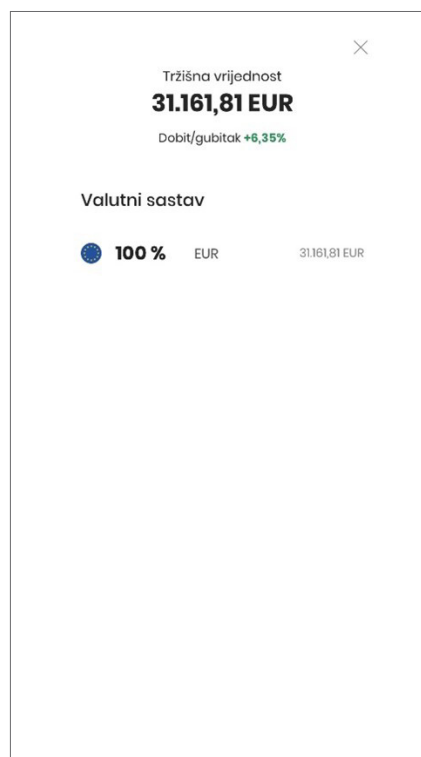 Tržišna vrijednost
31.161,81 EUR
Dobit/gubitak +6,35%
Valutni sastav
100 % EUR 31.161,81 EUR